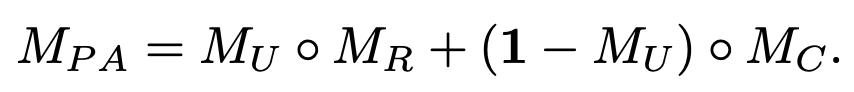 M_{PA} = M_U ∘ M_R + (𝟏 − M_U) ∘ M_C.